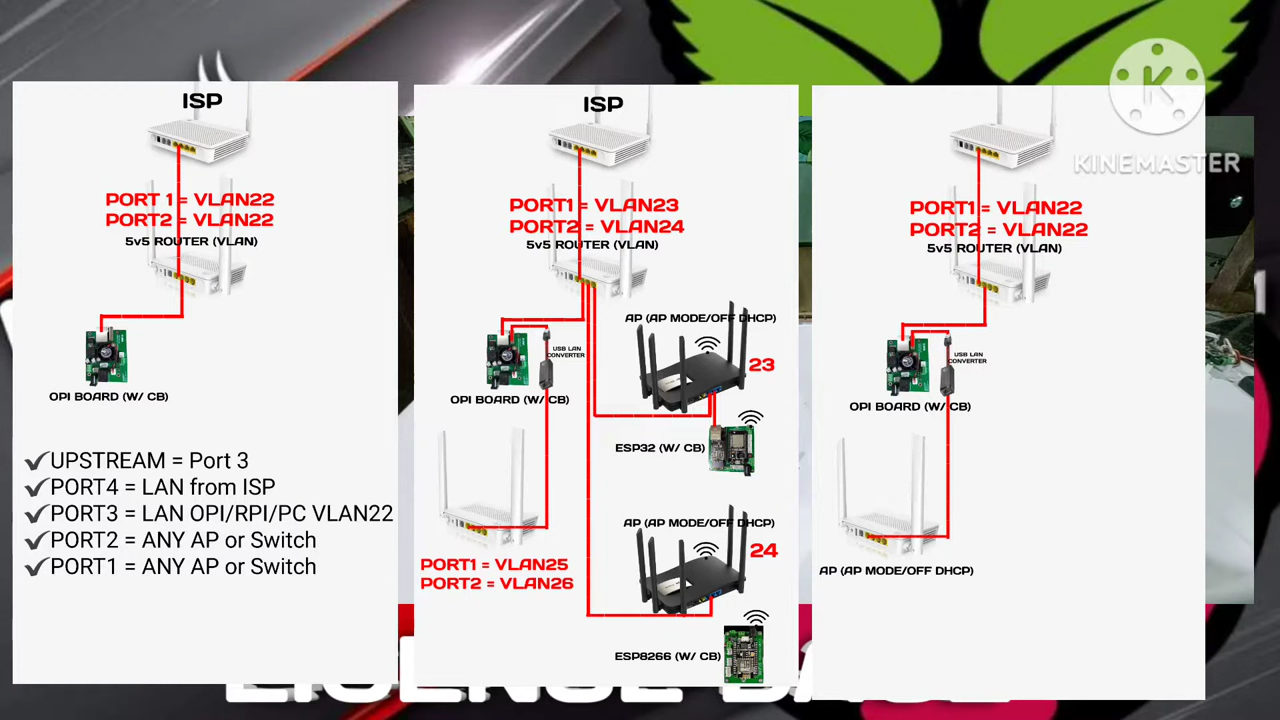 ISP
PORT 1 = VLAN22
PORT2 = VLAN22
5v5 ROUTER (VLAN)
OPI BOARD (W/ CB)
✓UPSTREAM = Port 3
✓PORT4 = LAN from ISP
✓PORT3 = LAN OPI/RPI/PC VLAN22
✓PORT2 = ANY AP or Switch
✓PORT1 = ANY AP or Switch
ISP
PORT1 = VLAN23
PORT2 = VLAN24
5v5 ROUTER (VLAN)
AP (AP MODE/OFF DHCP)
USB LAN
CONVERTER
23
OPI BOARD (W/ CB)
ESP32 (W/ CB)
AP (AP MODE/OFF DHCP)
24
PORT1 = VLAN25
PORT2 = VLAN26
ESP8266 (W/ CB)
PORT1 = VLAN22
PORT2 = VLAN22
5v5 ROUTER (VLAN)
USB LAN
CONVERTER
OPI BOARD (W/ CB)
AP (AP MODE/OFF DHCP)
K
KINEMASTER